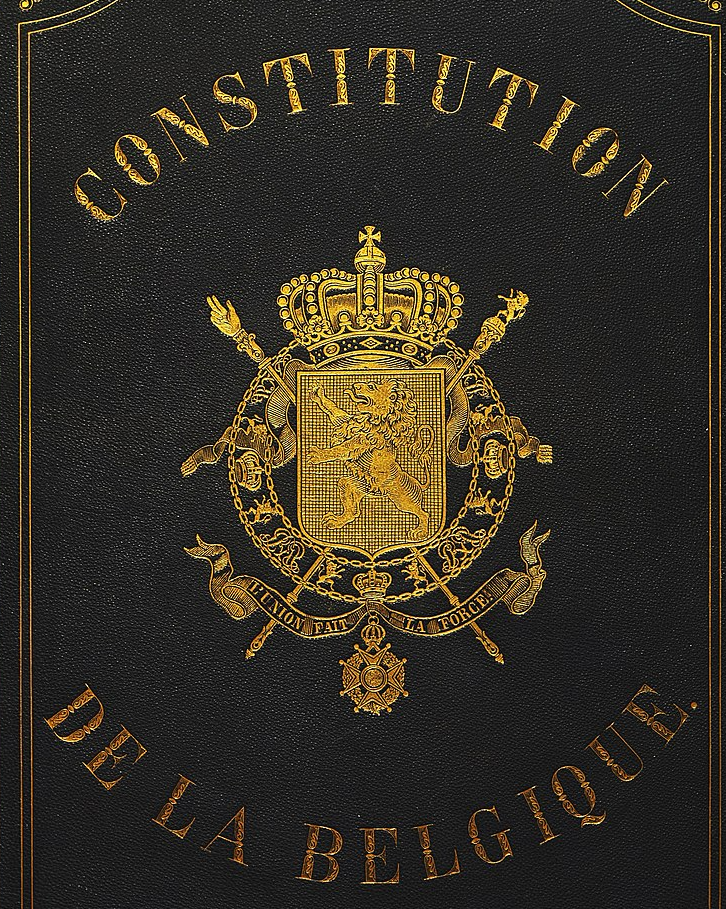 CONSTITUTION
L'UNION FAIT LA FORCE
DE LA BELGIQUE.